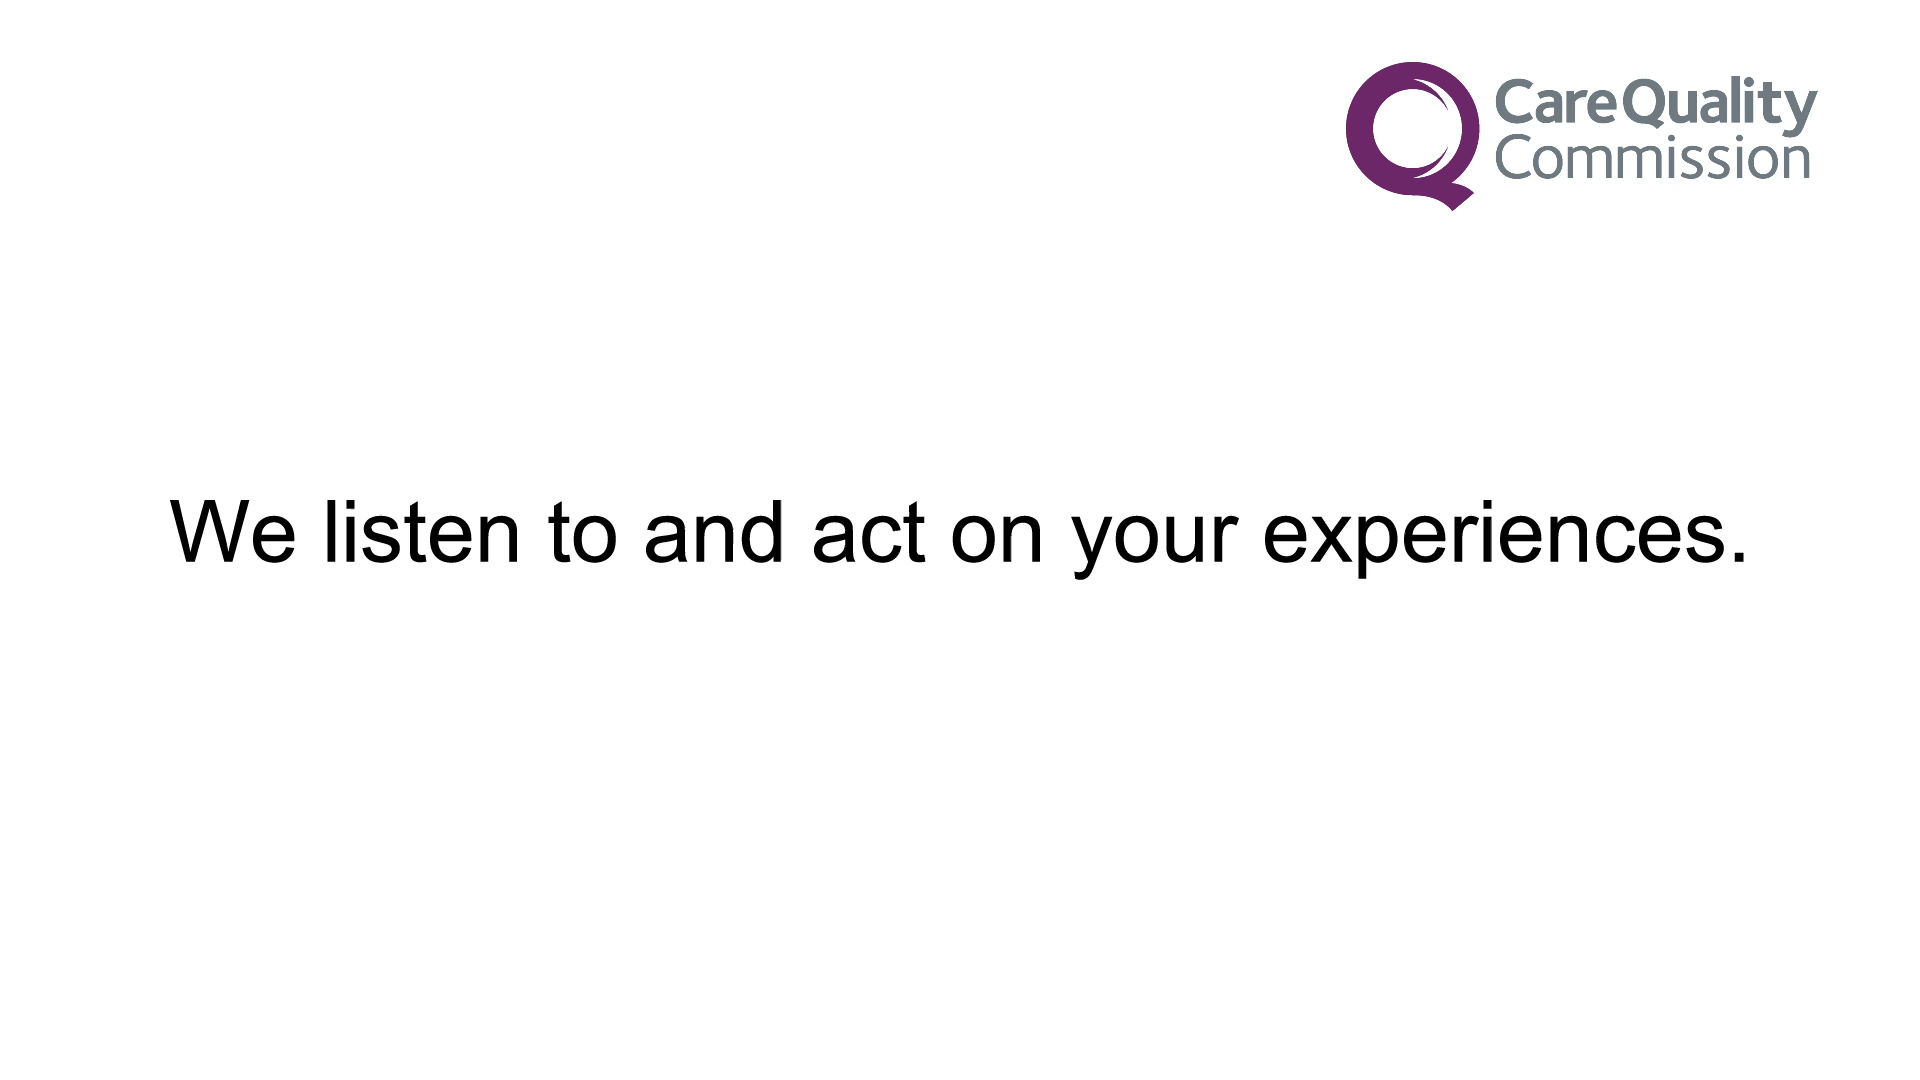 CareQuality
Commission
We listen to and act on your experiences.